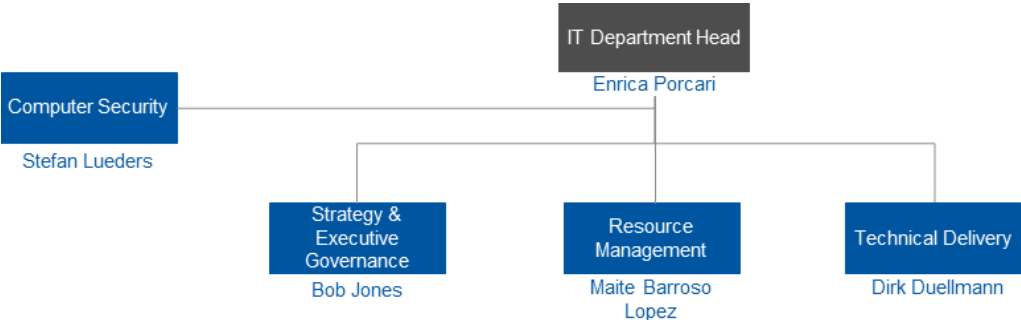 IT Department Head
Enrica Porcari
Computer Security
Stefan Lueders
Strategy &
Executive
Governance
Bob Jones
Resource
Management
Maite Barroso
Lopez
Technical Delivery
Dirk Duellmann